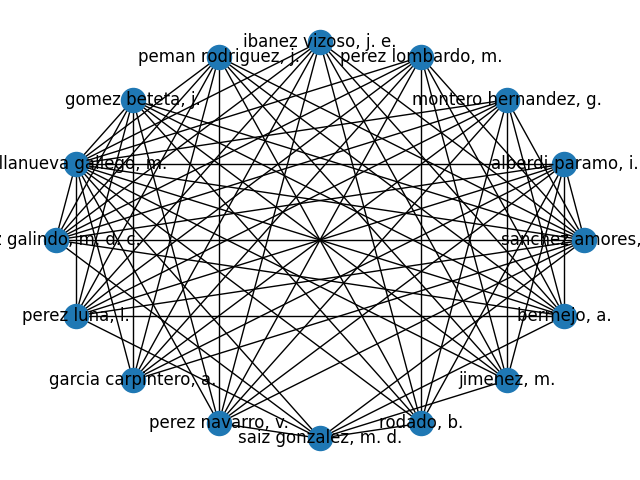 ibanez vizoso, j. e.
peman rodriguez, j.
perez lombardo, m.
gomez beteta, j.
montero hernandez, g.
llanueva gallego, m.
alberdi paramo, i.
z galindo, m. d. c.
sanchez amores,
perez luna, l.
bermejo, a.
garcia carpintero, a.
jimenez, m.
perez navarro, v.
rodado, b.
saiz gonzalez, m. d.